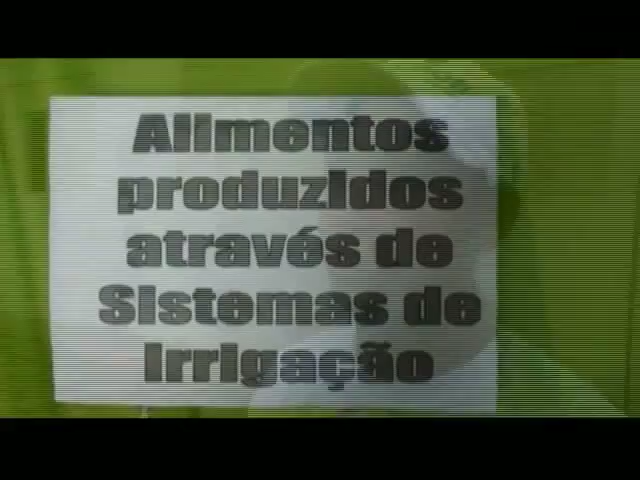 Alimentos
produzidos
através de
Sistemas de
Irrigação